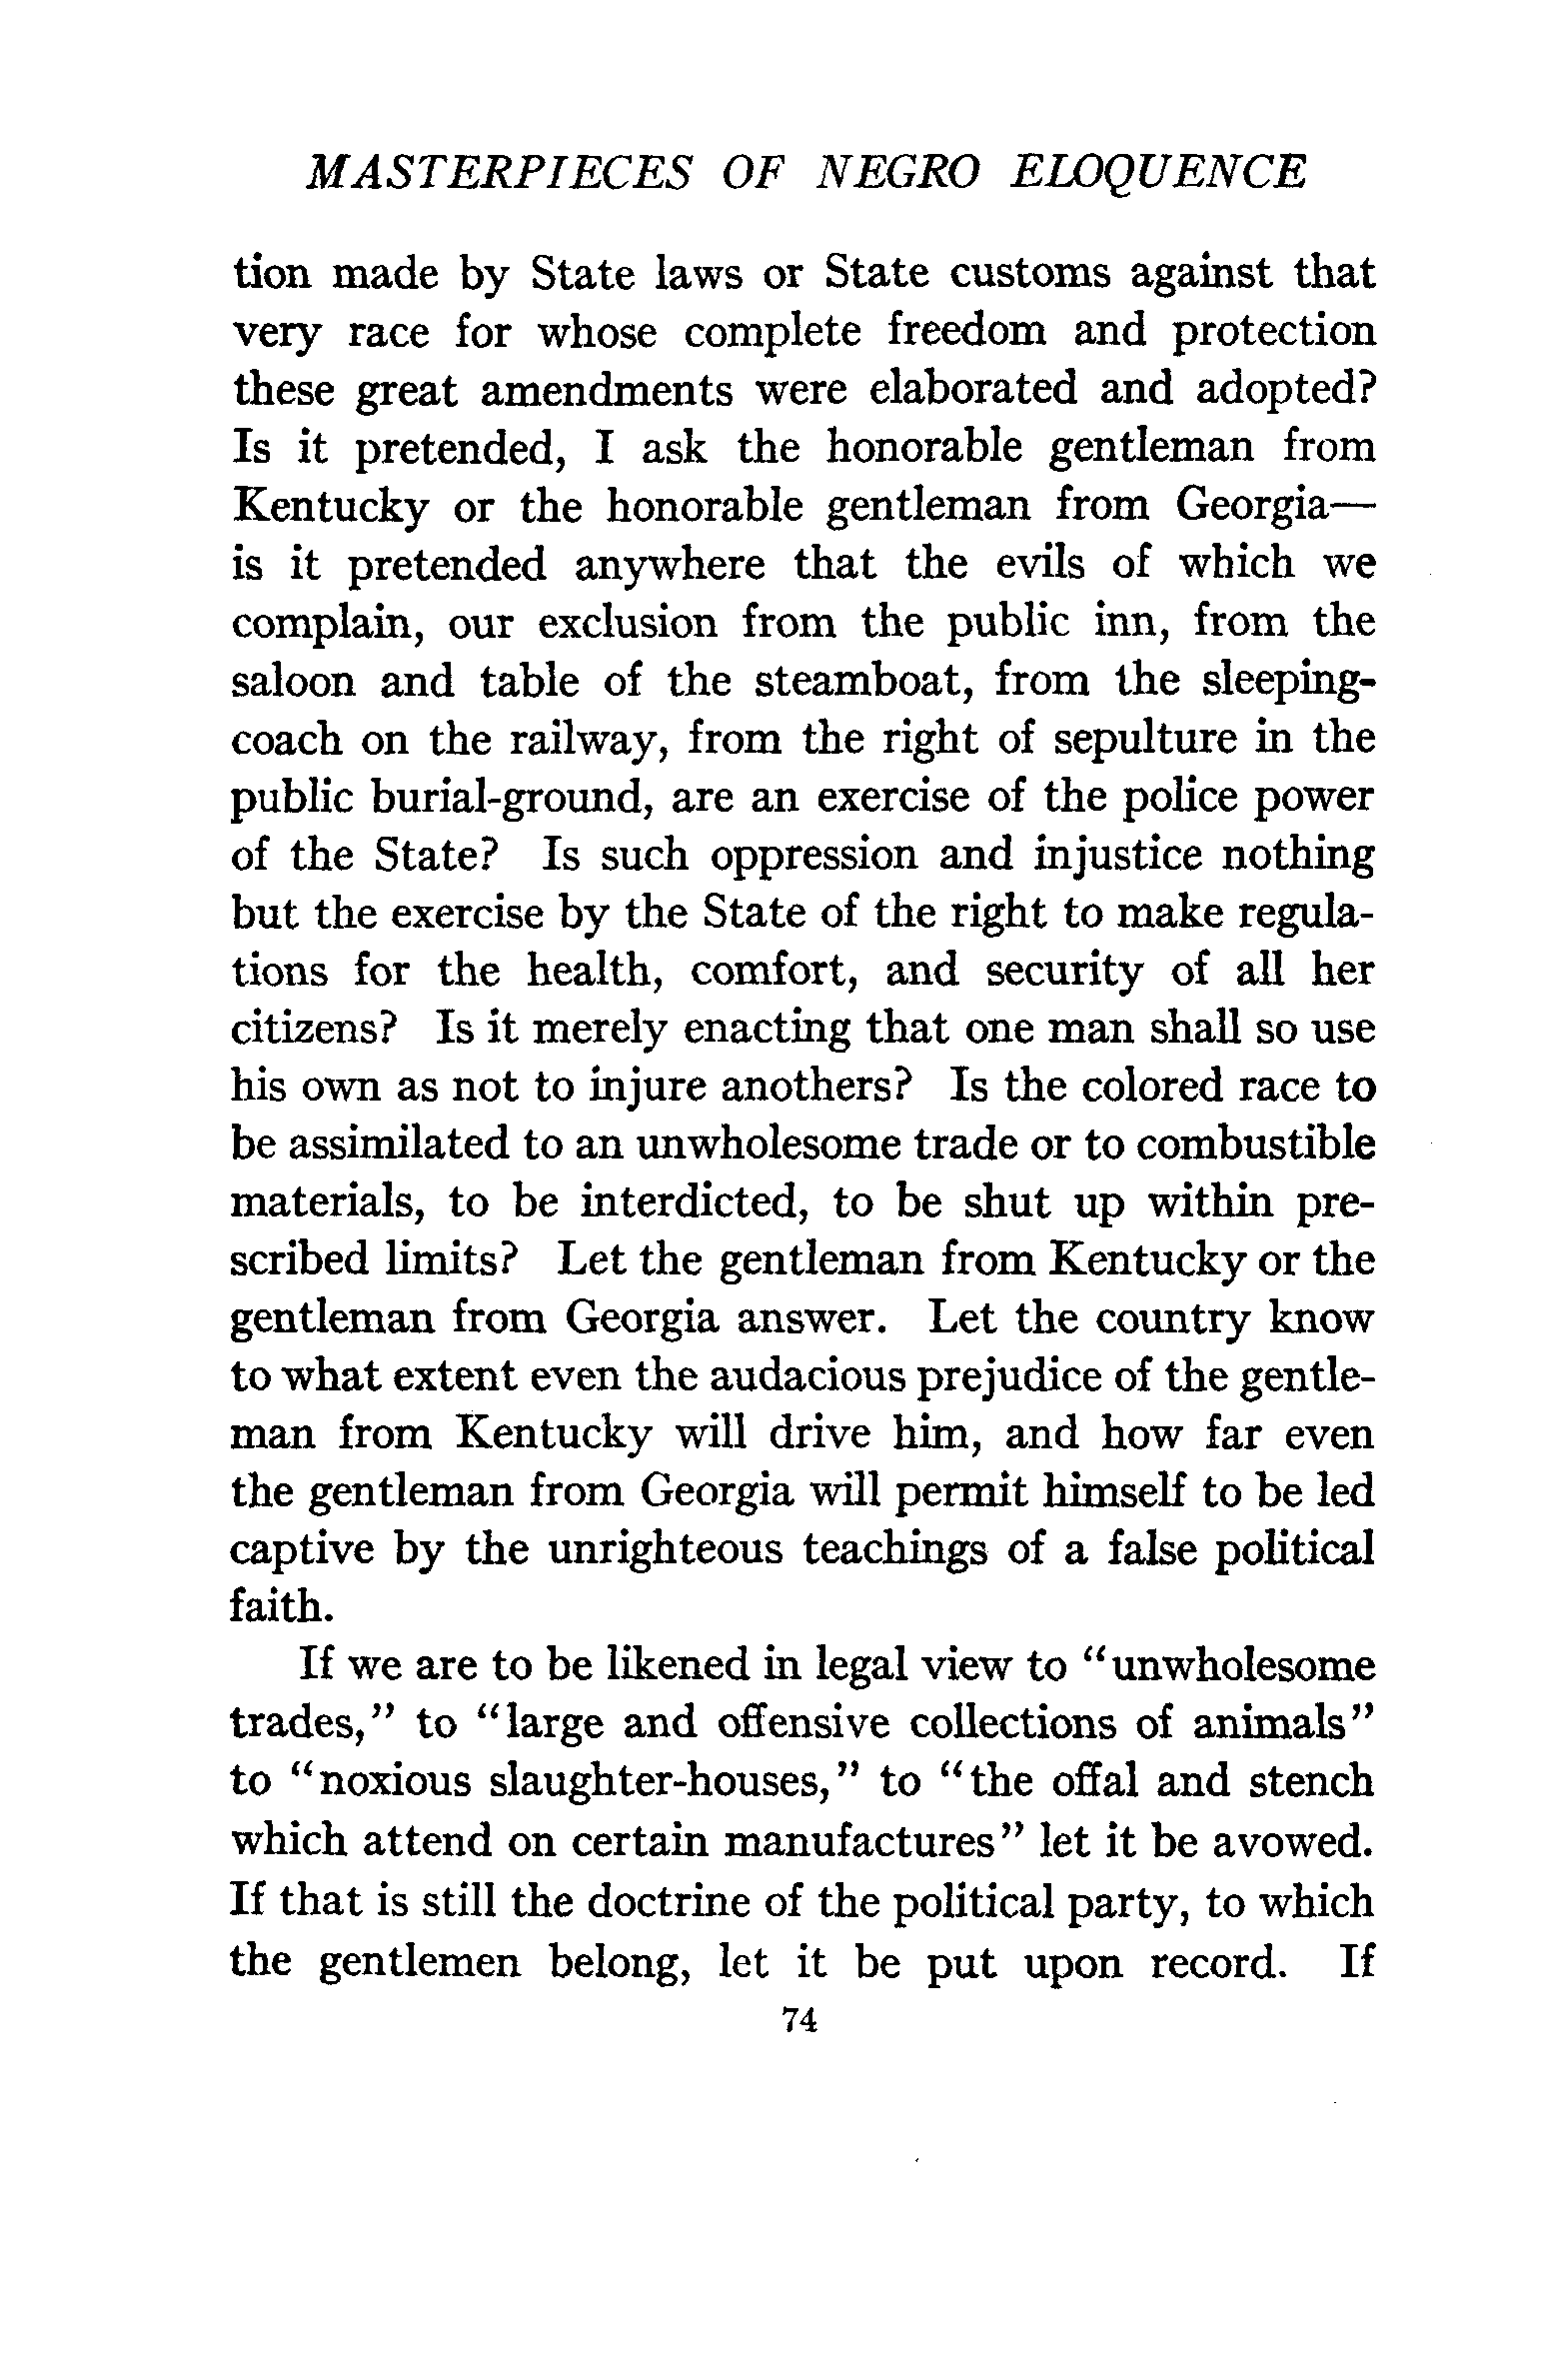 MASTERPIECES OF NEGRO ELOQUENCE
tion made by State laws or State customs against that
very race for whose complete freedom and protection
these great amendments were elaborated and adopted?
Is it pretended, I ask the honorable gentleman from
Kentucky or the honorable gentleman from Georgia—
is it pretended anywhere that the evils of which we
complain, our exclusion from the public inn, from the
saloon and table of the steamboat, from the sleeping-
coach on the railway, from the right of sepulture in the
public burial-ground, are an exercise of the police power
of the State? Is such oppression and injustice nothing
but the exercise by the State of the right to make regula-
tions for the health, comfort, and security of all her
citizens? Is it merely enacting that one man shall so use
his own as not to injure anothers? Is the colored race to
be assimilated to an unwholesome trade or to combustible
materials, to be interdicted, to be shut up within pre-
scribed limits? Let the gentleman from Kentucky or the
gentleman from Georgia answer. Let the country know
to what extent even the audacious prejudice of the gentle-
man from Kentucky will drive him, and how far even
the gentleman from Georgia will permit himself to be led
captive by the unrighteous teachings of a false political
faith.
If we are to be likened in legal view to “unwholesome
trades,” to “large and offensive collections of animals”
to “noxious slaughter-houses,” to “the offal and stench
which attend on certain manufactures” let it be avowed.
If that is still the doctrine of the political party, to which
the gentlemen belong, let it be put upon record. If
74